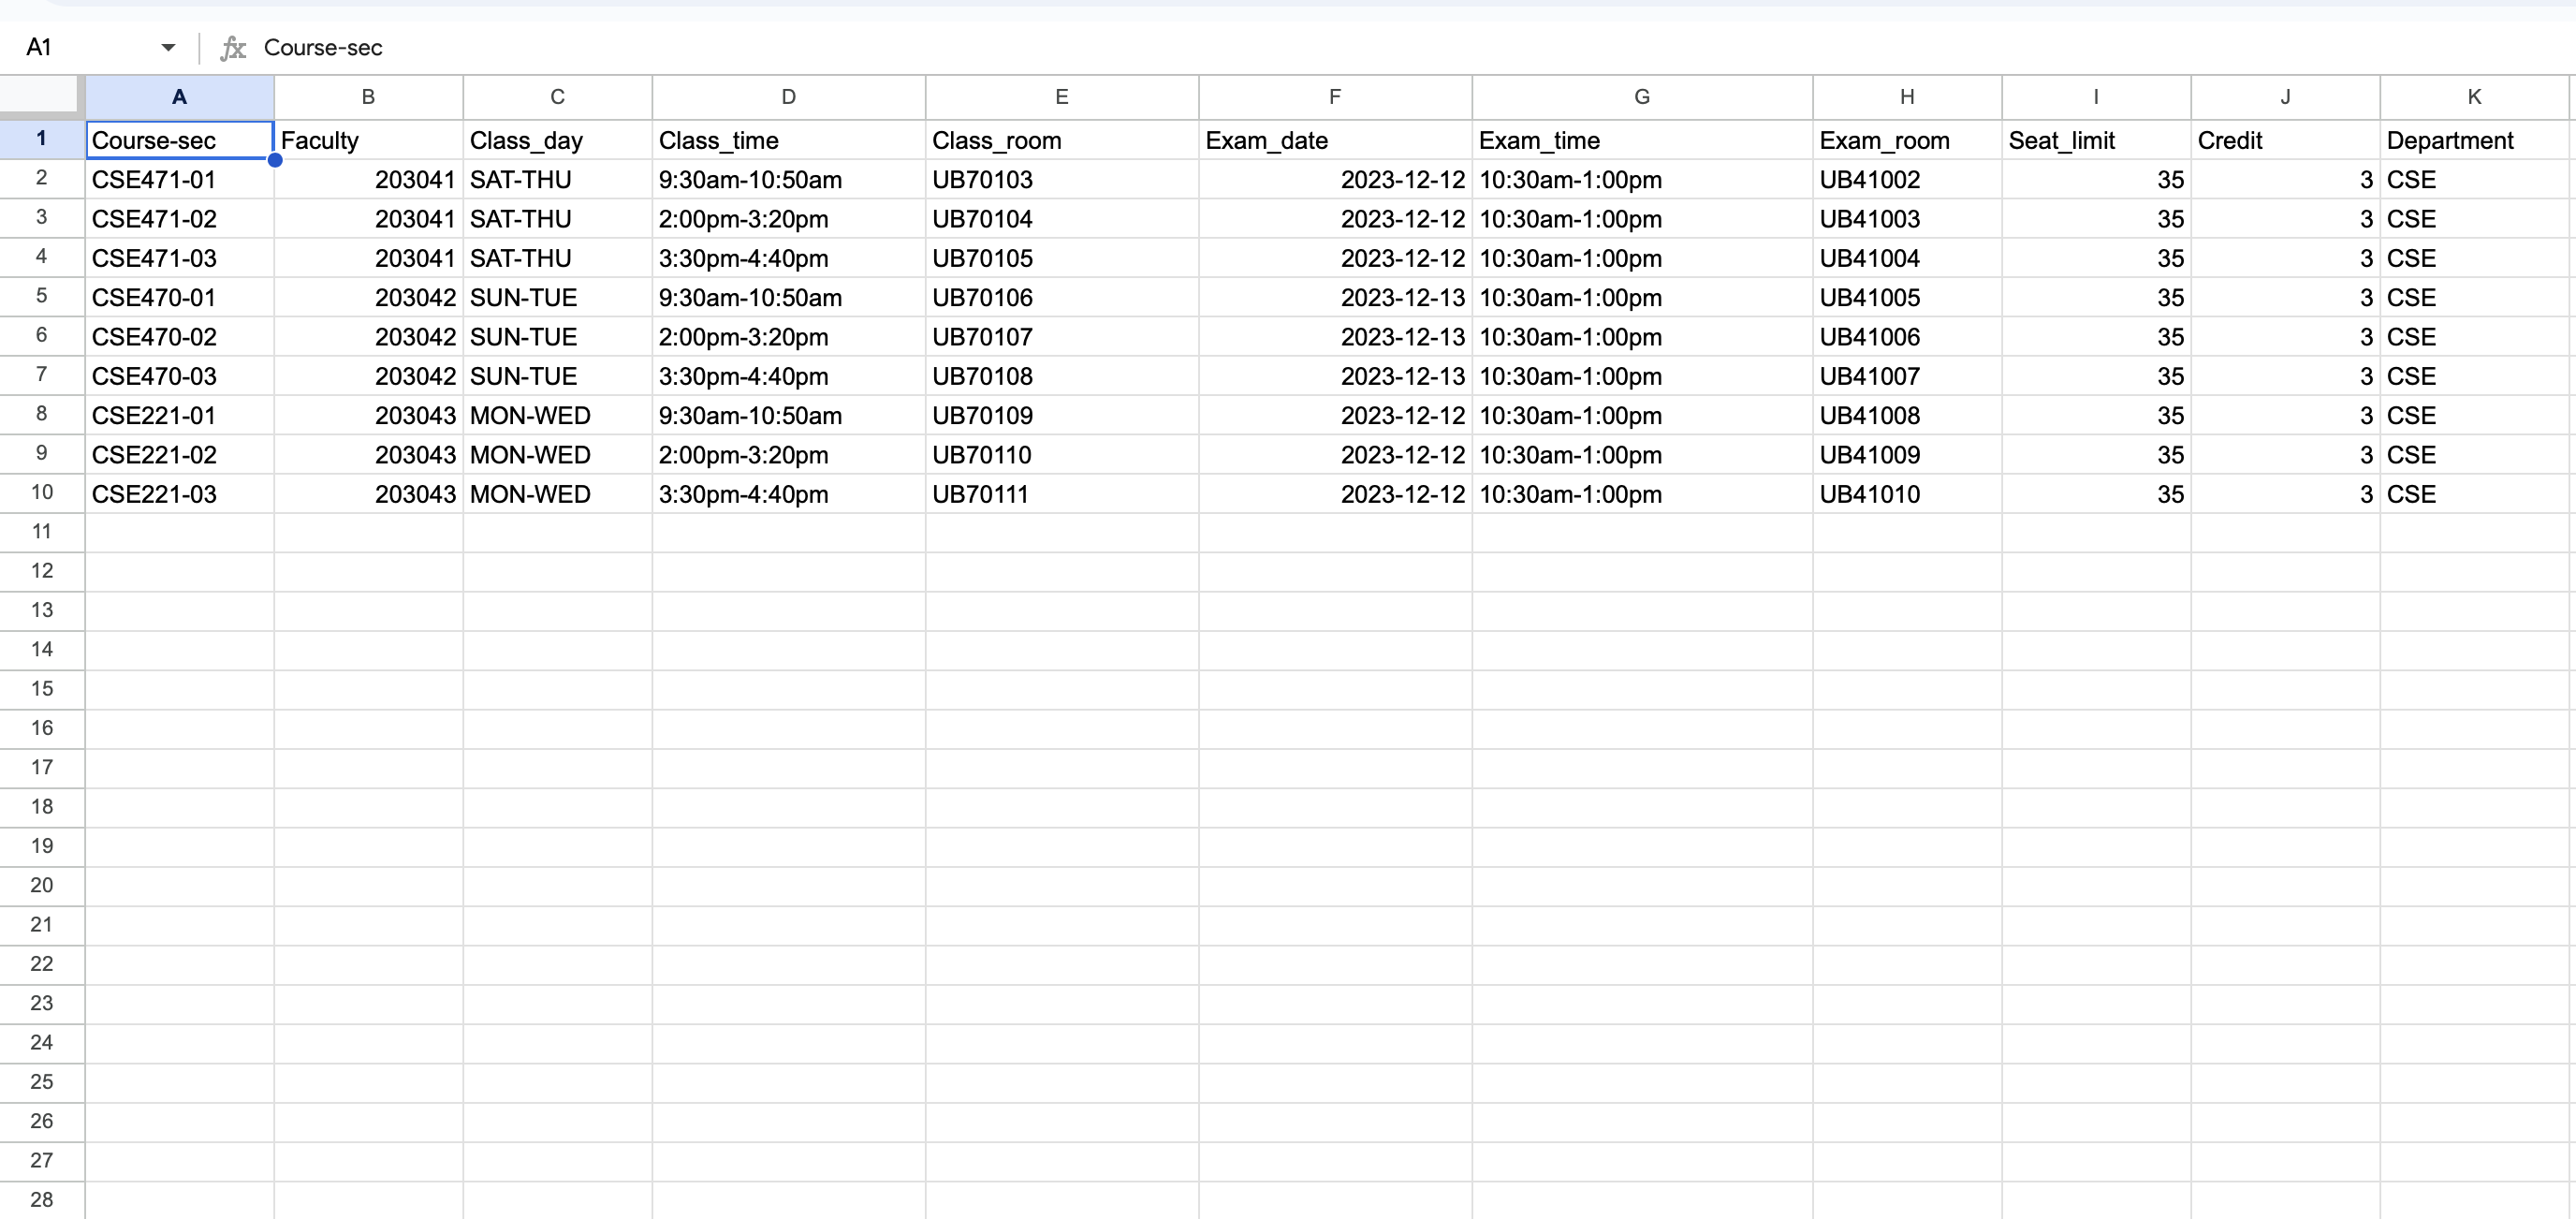 A1 fx Course-sec
A B C D E F G H I J K
1 Course-sec Faculty Class_day Class_time Class_room Exam_date Exam_time Exam_room Seat_limit Credit Department
2 CSE471-01 203041 SAT-THU 9:30am-10:50am UB70103 2023-12-12 10:30am-1:00pm UB41002 35 3 CSE
3 CSE471-02 203041 SAT-THU 2:00pm-3:20pm UB70104 2023-12-12 10:30am-1:00pm UB41003 35 3 CSE
4 CSE471-03 203041 SAT-THU 3:30pm-4:40pm UB70105 2023-12-12 10:30am-1:00pm UB41004 35 3 CSE
5 CSE470-01 203042 SUN-TUE 9:30am-10:50am UB70106 2023-12-13 10:30am-1:00pm UB41005 35 3 CSE
6 CSE470-02 203042 SUN-TUE 2:00pm-3:20pm UB70107 2023-12-13 10:30am-1:00pm UB41006 35 3 CSE
7 CSE470-03 203042 SUN-TUE 3:30pm-4:40pm UB70108 2023-12-13 10:30am-1:00pm UB41007 35 3 CSE
8 CSE221-01 203043 MON-WED 9:30am-10:50am UB70109 2023-12-12 10:30am-1:00pm UB41008 35 3 CSE
9 CSE221-02 203043 MON-WED 2:00pm-3:20pm UB70110 2023-12-12 10:30am-1:00pm UB41009 35 3 CSE
10 CSE221-03 203043 MON-WED 3:30pm-4:40pm UB70111 2023-12-12 10:30am-1:00pm UB41010 35 3 CSE
11
12
13
14
15
16
17
18
19
20
21
22
23
24
25
26
27
28